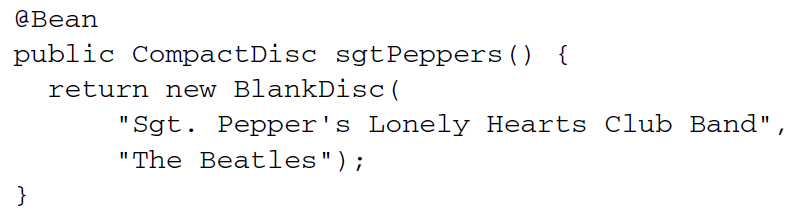 @Bean
public CompactDisc sgtPeppers() {
  return new BlankDisc(
      "Sgt. Pepper's Lonely Hearts Club Band",
      "The Beatles");
}